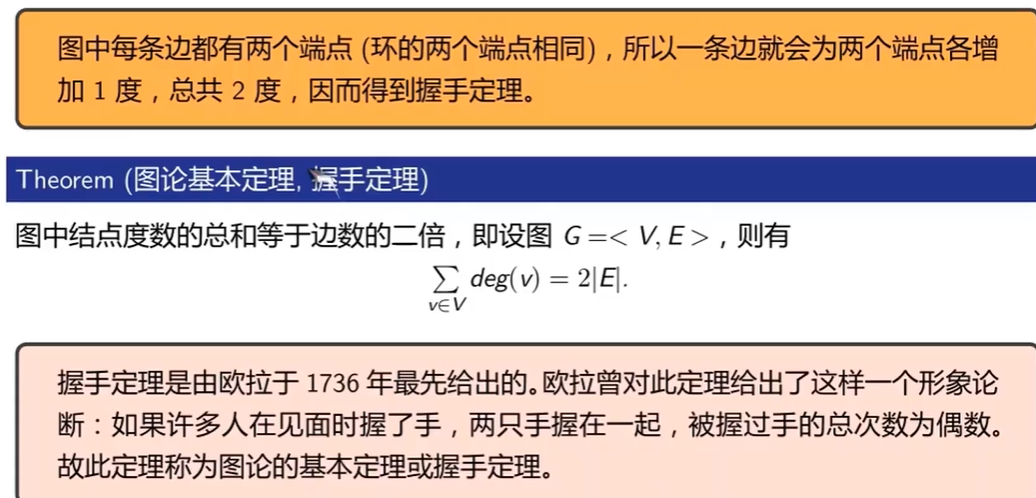 图中每条边都有两个端点 (环的两个端点相同)，所以一条边就会为两个端点各增
加 1 度，总共 2 度，因而得到握手定理。
Theorem (图论基本定理, 握手定理)
图中结点度数的总和等于边数的二倍，即设图 G =< V, E >，则有
∑ deg(v) = 2|E|.
v∈V
握手定理是由欧拉于 1736 年最先给出的。欧拉曾对此定理给出了这样一个形象论
断：如果许多人在见面时握了手，两只手握在一起，被握过手的总次数为偶数。
故此定理称为图论的基本定理或握手定理。